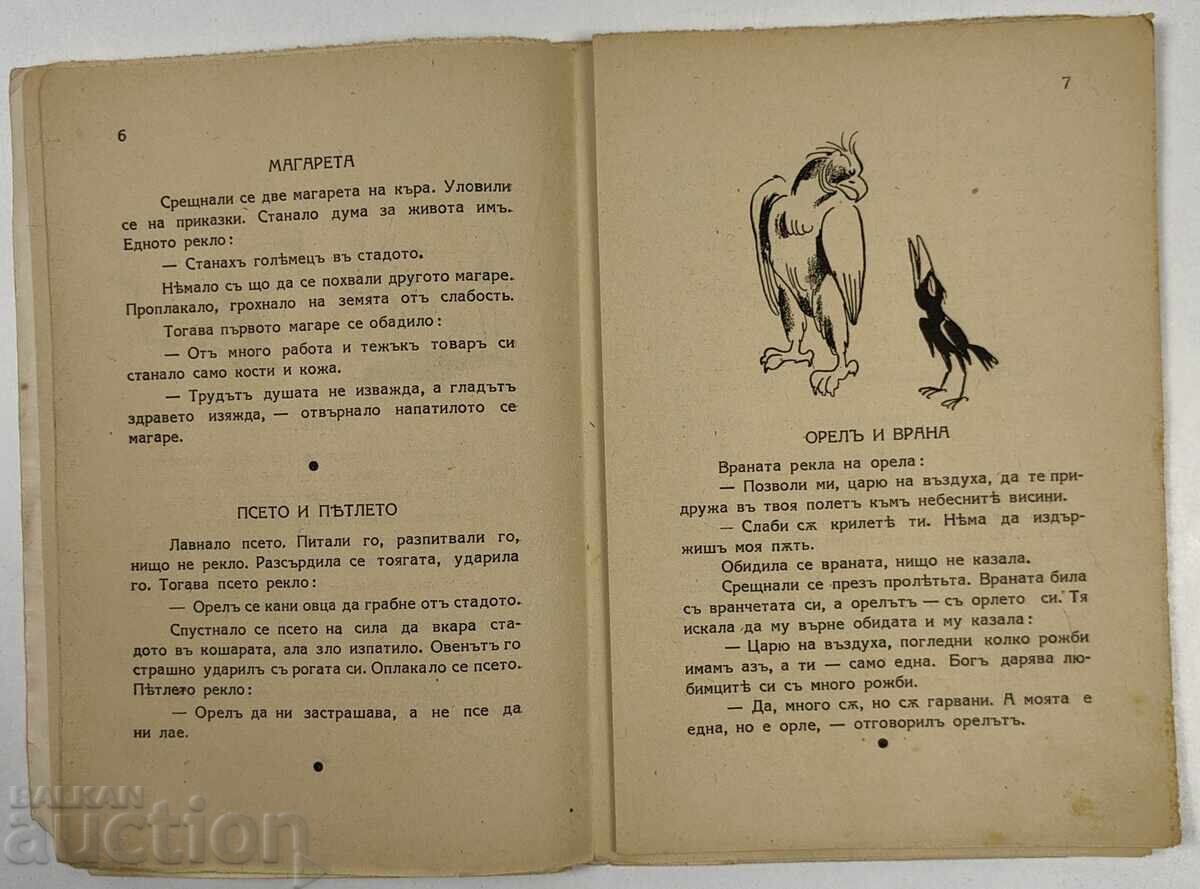 6
МАГАРЕТА
Срещнали се две магарета на къра. Уловили
се на приказки. Станало дума за живота имъ.
Едното рекло:
— Станахъ голѣмецъ въ стадото.
Нѣмало съ що да се похвали другото магаре.
Проплакало, грохнало на земята отъ слабость.
Тогава първото магаре се обадило:
— Отъ много работа и тежъкъ товаръ си
станало само кости и кожа.
— Трудътъ душата не изважда, а гладътъ
здравето изяжда, — отвърнало напатилото се
магаре.
ПСЕТО И ПѢТЛЕТО
Лавнало псето. Питали го, разпитвали го,
нищо не рекло. Разсърдила се тоягата, ударила
го. Тогава псето рекло:
— Орелъ се кани овца да грабне отъ стадото.
Спустнало се псето на сила да вкара ста-
дото въ кошарата, ала зло изпатило. Овенътъ го
страшно ударилъ съ рогата си. Оплакало се псето.
Пѣтлето рекло:
— Орелъ да ни застрашава, а не псе да
ни лае.
7
ОРЕЛЪ И ВРАНА
Враната рекла на орела:
— Позволи ми, царю на въздуха, да те при-
дружа въ твоя полетъ къмъ небеснитѣ висини.
— Слаби сѫ крилетѣ ти. Нѣма да издър-
жишъ моя пѫть.
Обидила се враната, нищо не казала.
Срещнали се презъ пролѣтьта. Враната била
съ вранчетата си, а орелътъ — съ орлето си. Тя
искала да му върне обидата и му казала:
— Царю на въздуха, погледни колко рожби
имамъ азъ, а ти — само една. Богъ дарява лю-
бимцитѣ си съ много рожби.
— Да, много сѫ, но сѫ гарвани. А моята е
една, но е орле, — отговорилъ орелътъ.
BALKAN
auction